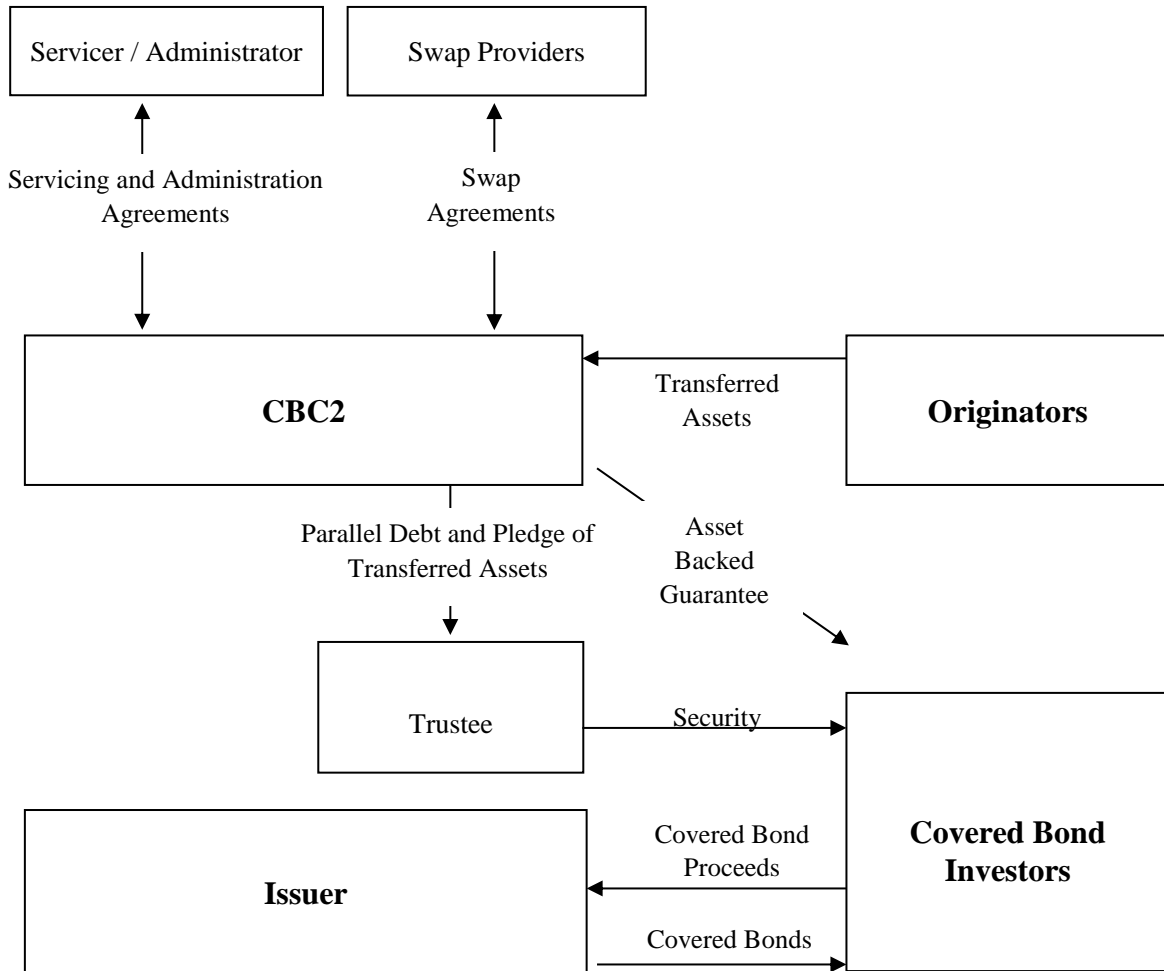 Servicer / Administrator
Swap Providers
Servicing and Administration
Agreements
Swap
Agreements
CBC2
Transferred
Assets
Originators
Parallel Debt and Pledge of
Transferred Assets
Asset
Backed
Guarantee
Trustee
Security
Covered Bond
Proceeds
Covered Bond
Investors
Issuer
Covered Bonds